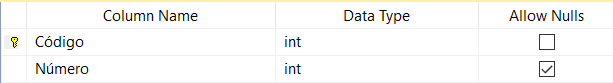 Column Name Data Type Allow Nulls
Código int
Número int